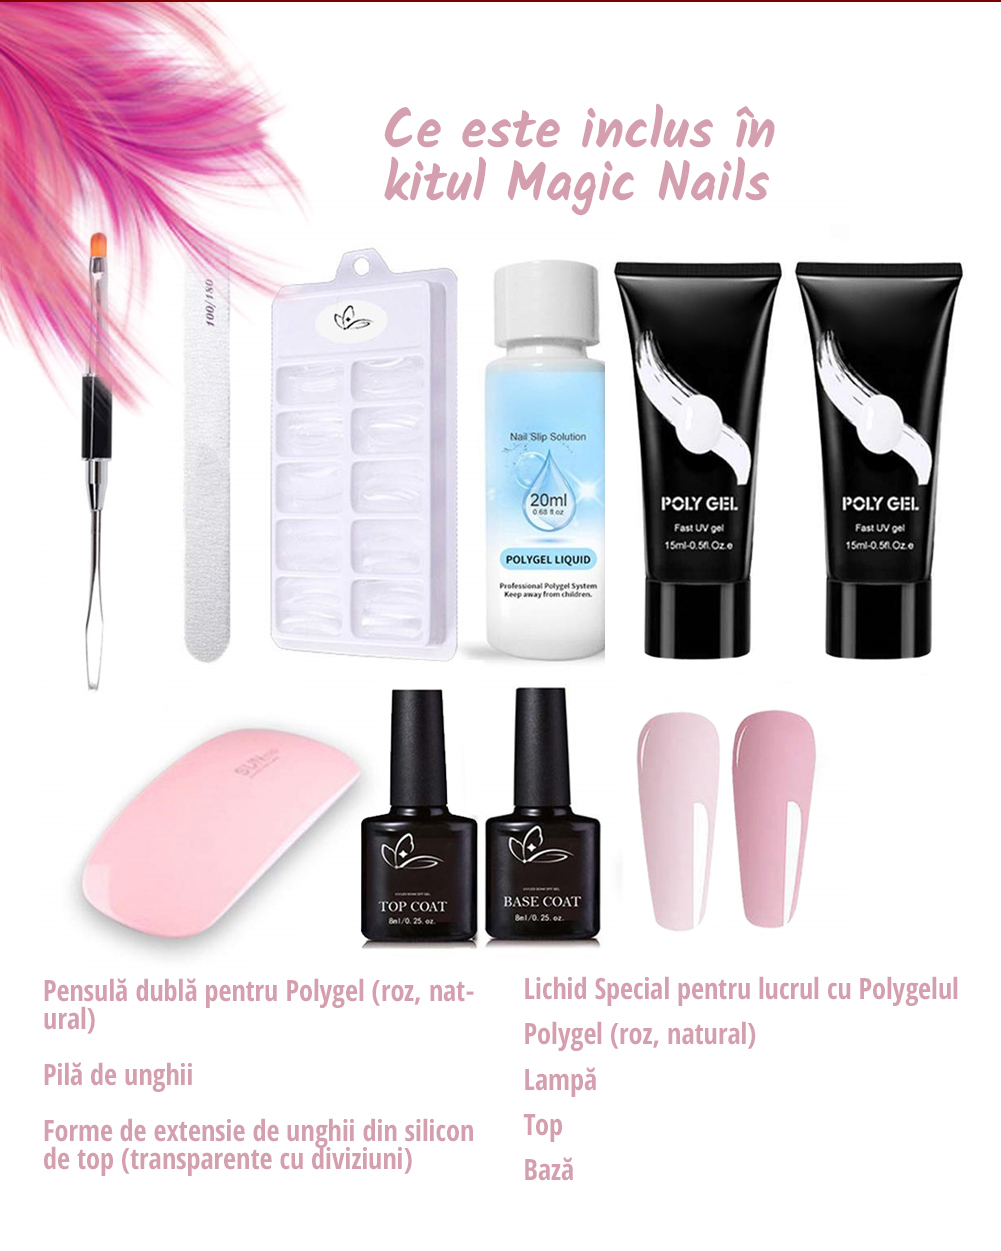 Ce este inclus în
kitul Magic Nails
100/180
Nail Slip Solution
20ml
0.68 fl oz
POLYGEL LIQUID
Professional Polygel System
Keep away from children.
POLY GEL
Fast UV gel
15ml-0.5fl.Oz.e
POLY GEL
Fast UV gel
15ml-0.5fl.Oz.e
SUN
TOP COAT
8ml/0.25. oz.
BASE COAT
8ml/0.25. oz.
Pensulă dublă pentru Polygel (roz, nat-
ural)
Pilă de unghii
Forme de extensie de unghii din silicon
de top (transparente cu diviziuni)
Lichid Special pentru lucrul cu Polygelul
Polygel (roz, natural)
Lampă
Top
Bază